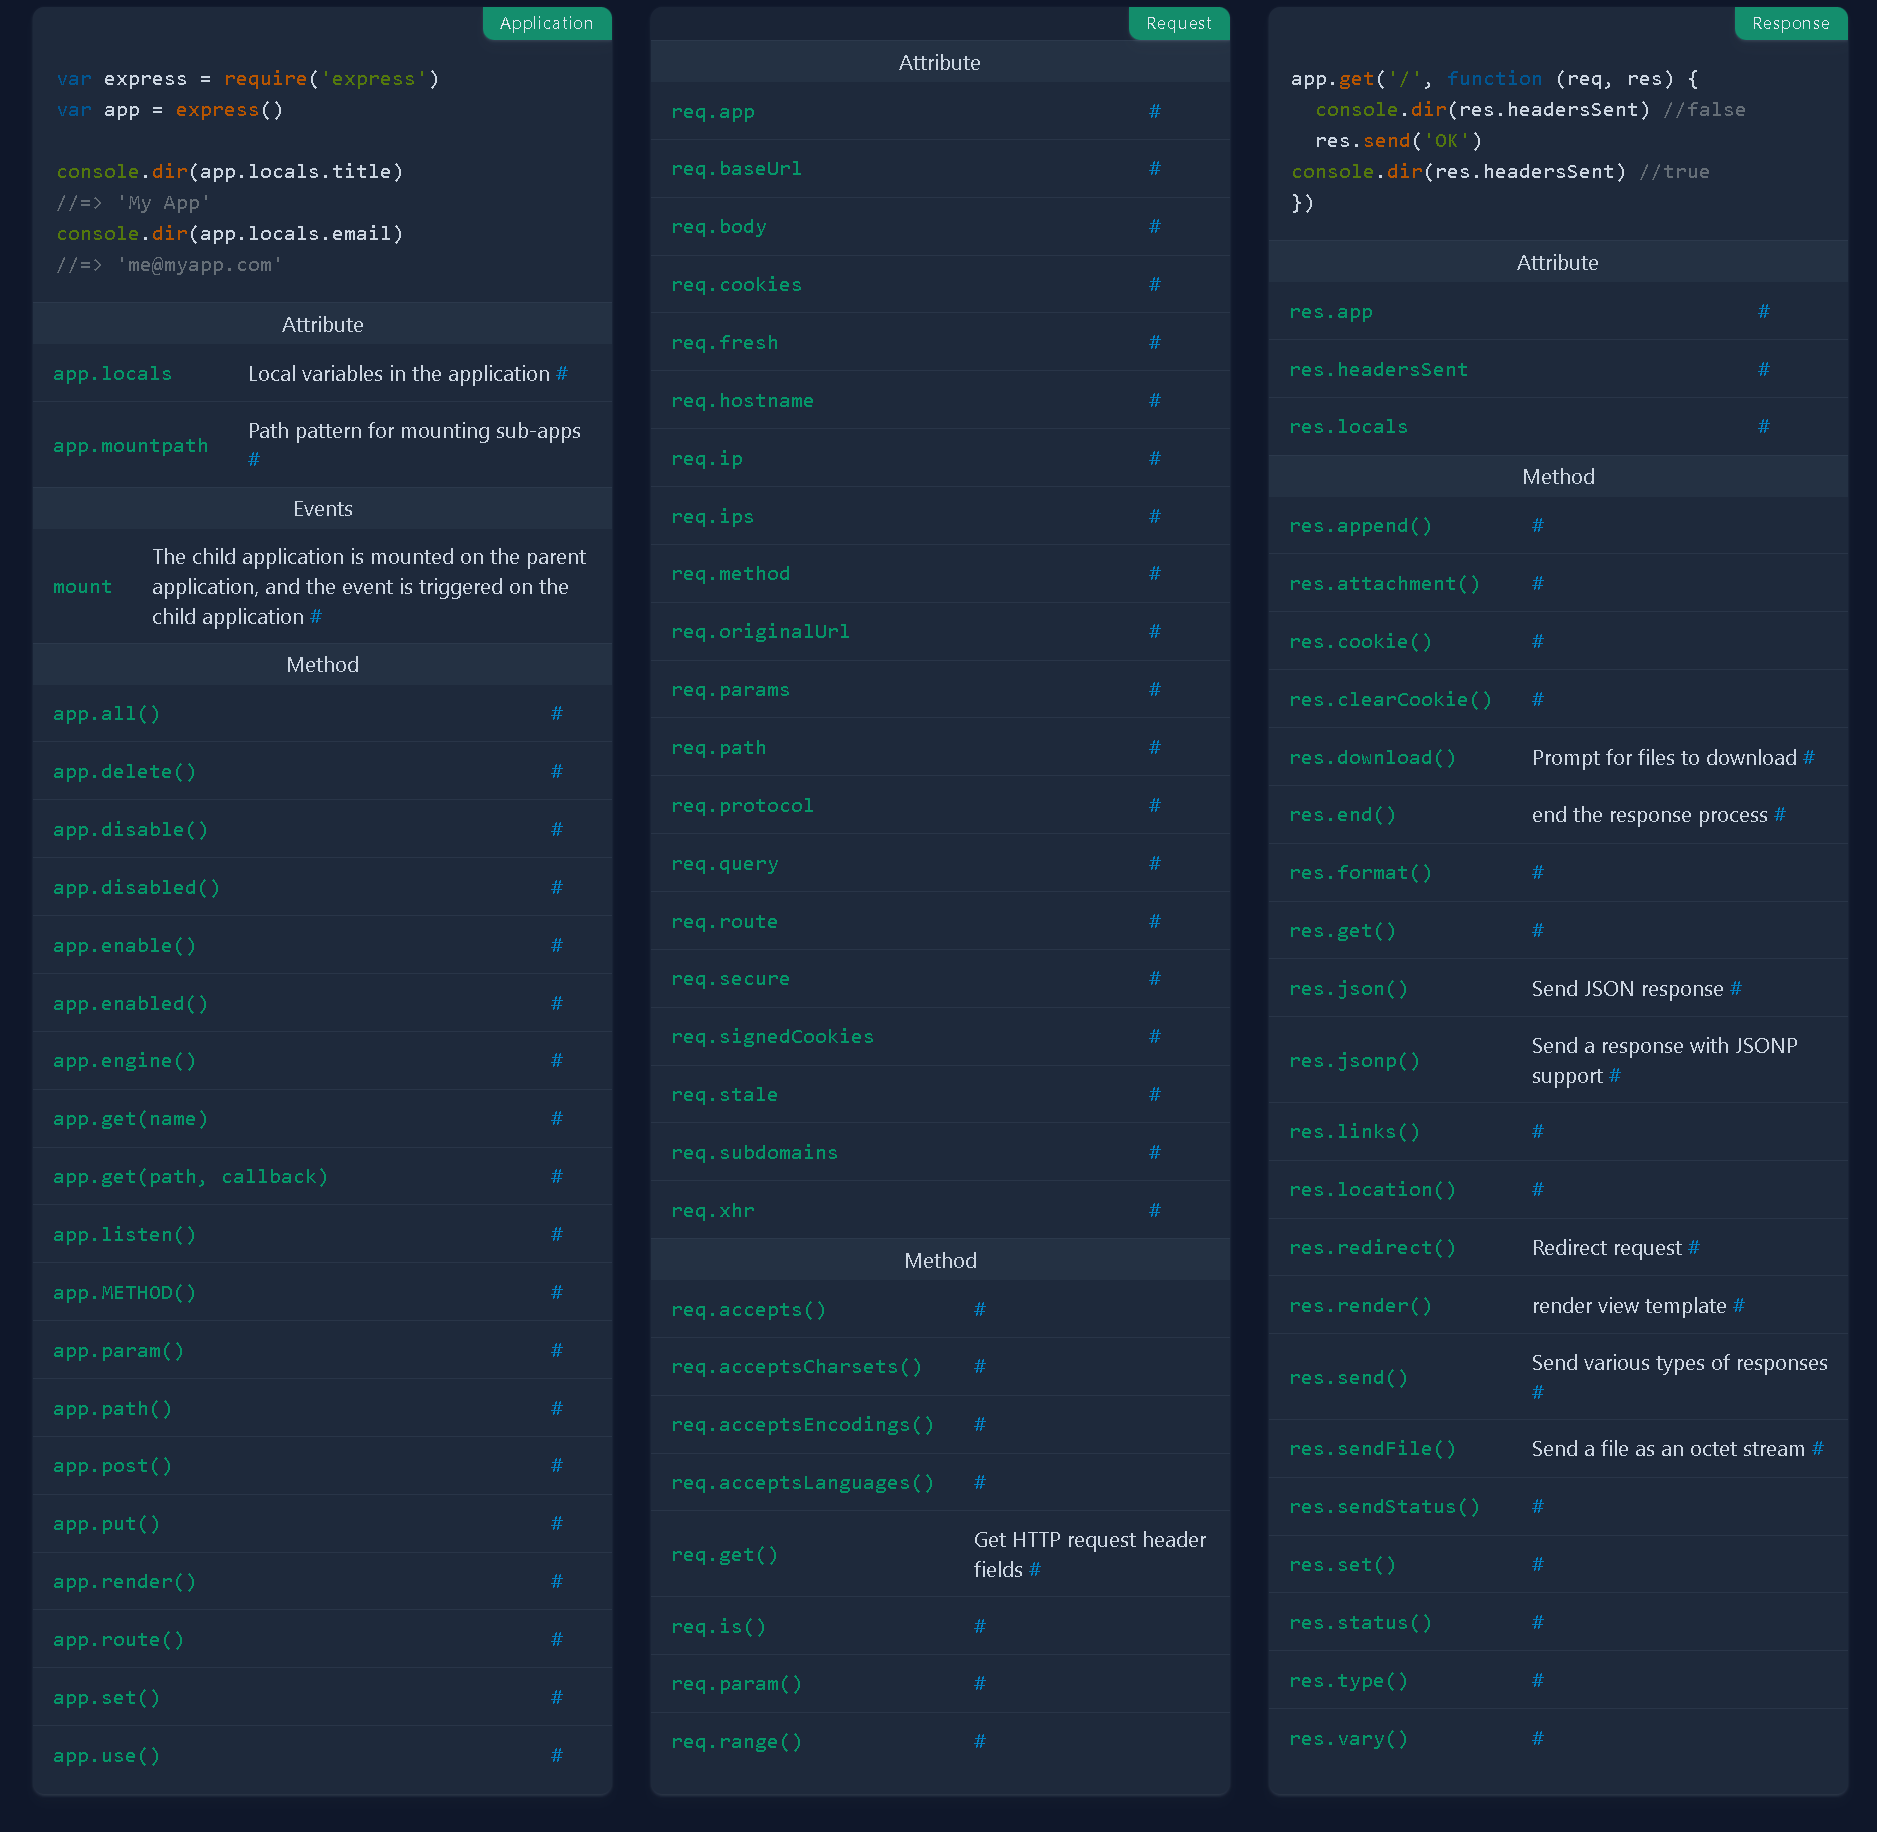 Application
var express = require('express')
var app = express()
console.dir(app.locals.title)
//=> 'My App'
console.dir(app.locals.email)
//=> 'me@myapp.com'
Attribute
app.locals Local variables in the application #
app.mountpath Path pattern for mounting sub-apps
#
Events
mount The child application is mounted on the parent
application, and the event is triggered on the
child application #
Method
app.all() #
app.delete() #
app.disable() #
app.disabled() #
app.enable() #
app.enabled() #
app.engine() #
app.get(name) #
app.get(path, callback) #
app.listen() #
app.METHOD() #
app.param() #
app.path() #
app.post() #
app.put() #
app.render() #
app.route() #
app.set() #
app.use() #
Request
Attribute
req.app #
req.baseUrl #
req.body #
req.cookies #
req.fresh #
req.hostname #
req.ip #
req.ips #
req.method #
req.originalUrl #
req.params #
req.path #
req.protocol #
req.query #
req.route #
req.secure #
req.signedCookies #
req.stale #
req.subdomains #
req.xhr #
Method
req.accepts() #
req.acceptsCharsets() #
req.acceptsEncodings() #
req.acceptsLanguages() #
req.get() Get HTTP request header
fields #
req.is() #
req.param() #
req.range() #
Response
app.get('/', function (req, res) {
console.dir(res.headersSent) //false
res.send('OK')
console.dir(res.headersSent) //true
})
Attribute
res.app #
res.headersSent #
res.locals #
Method
res.append() #
res.attachment() #
res.cookie() #
res.clearCookie() #
res.download() Prompt for files to download #
res.end() end the response process #
res.format() #
res.get() #
res.json() Send JSON response #
res.jsonp() Send a response with JSONP
support #
res.links() #
res.location() #
res.redirect() Redirect request #
res.render() render view template #
res.send() Send various types of responses
#
res.sendFile() Send a file as an octet stream #
res.sendStatus() #
res.set() #
res.status() #
res.type() #
res.vary() #